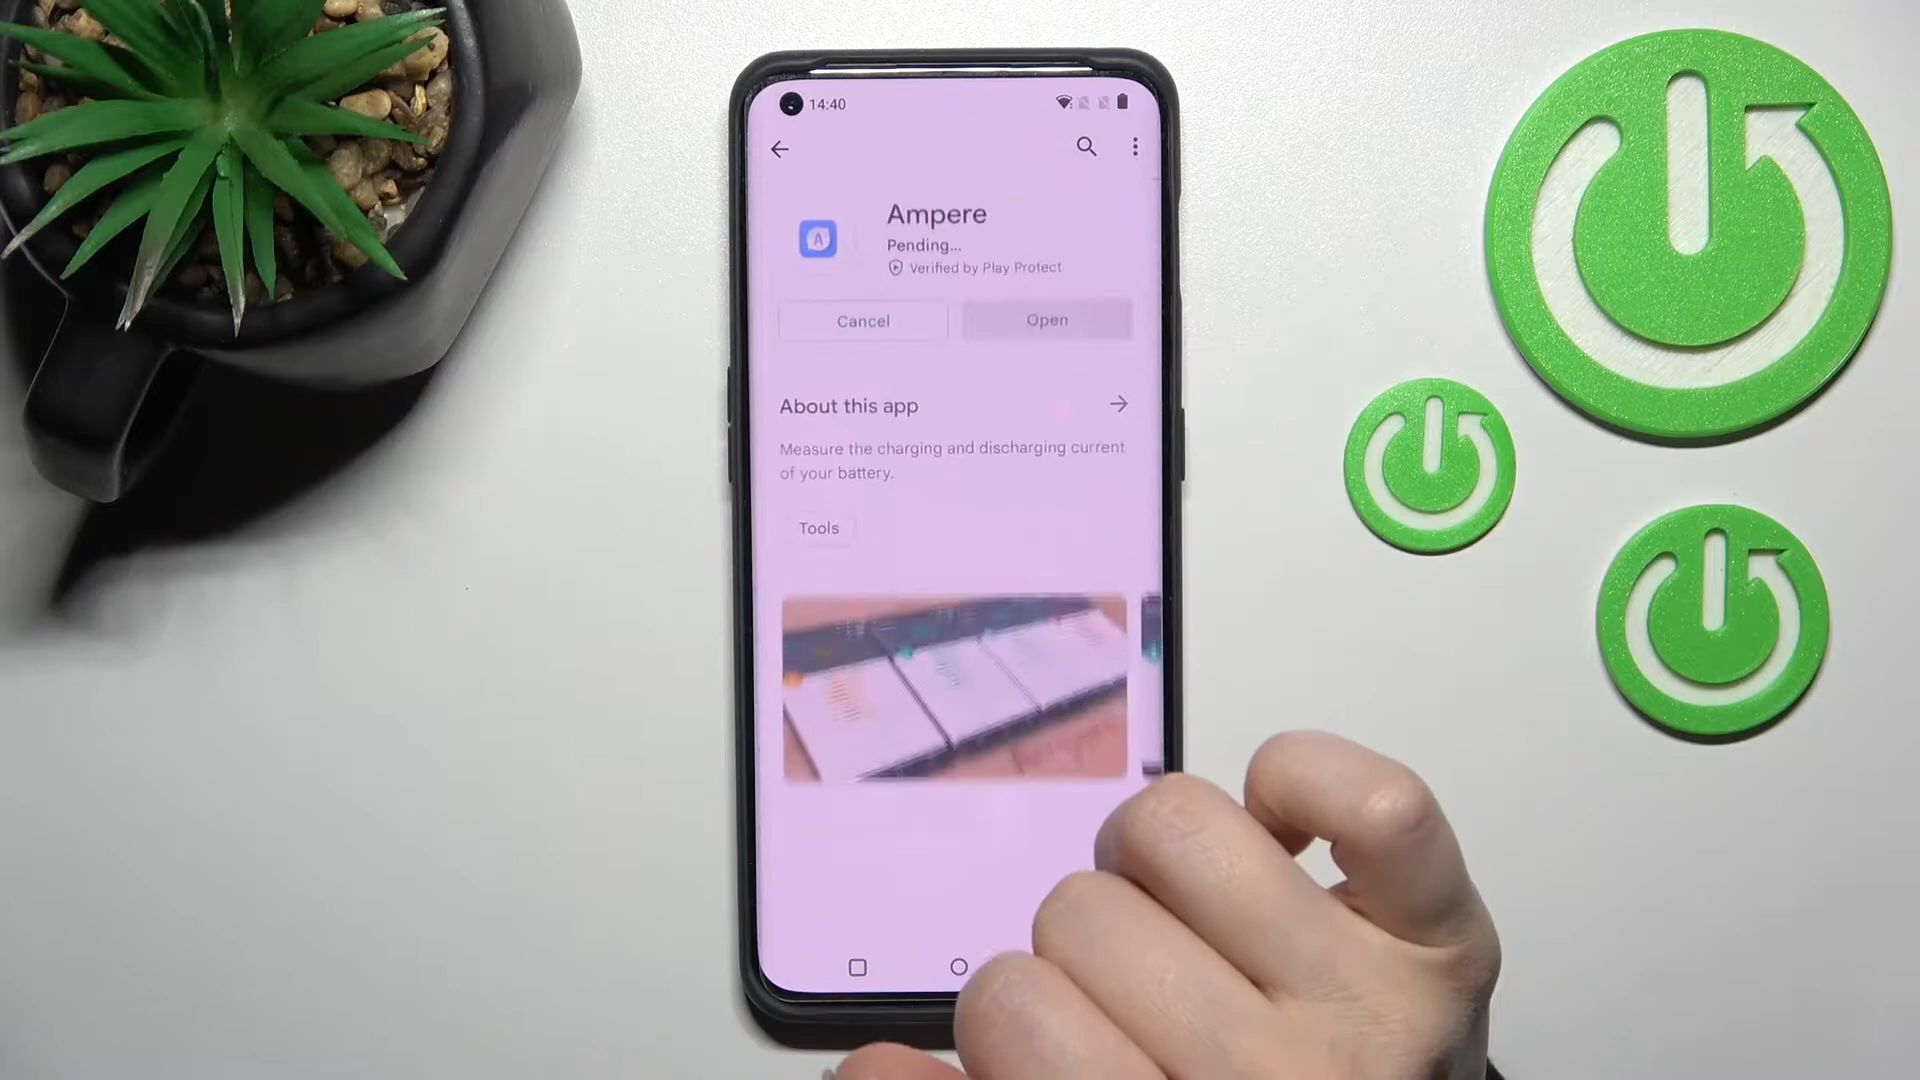 14:40
Ampere
Pending...
Verified by Play Protect
Cancel
Open
About this app
Measure the charging and discharging current
of your battery.
Tools